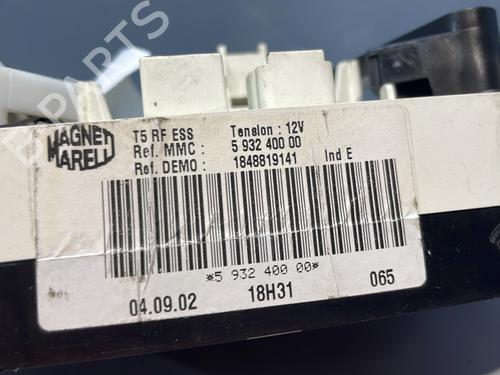 MAGNETI
MARELLI
T5 RF ESS Tension : 12V
Ref. MMC : 5 932 400 00
Ref. DEMO : 1848819141 Ind E
*5 932 400 00*
04.09.02 18H31 065
PARTS